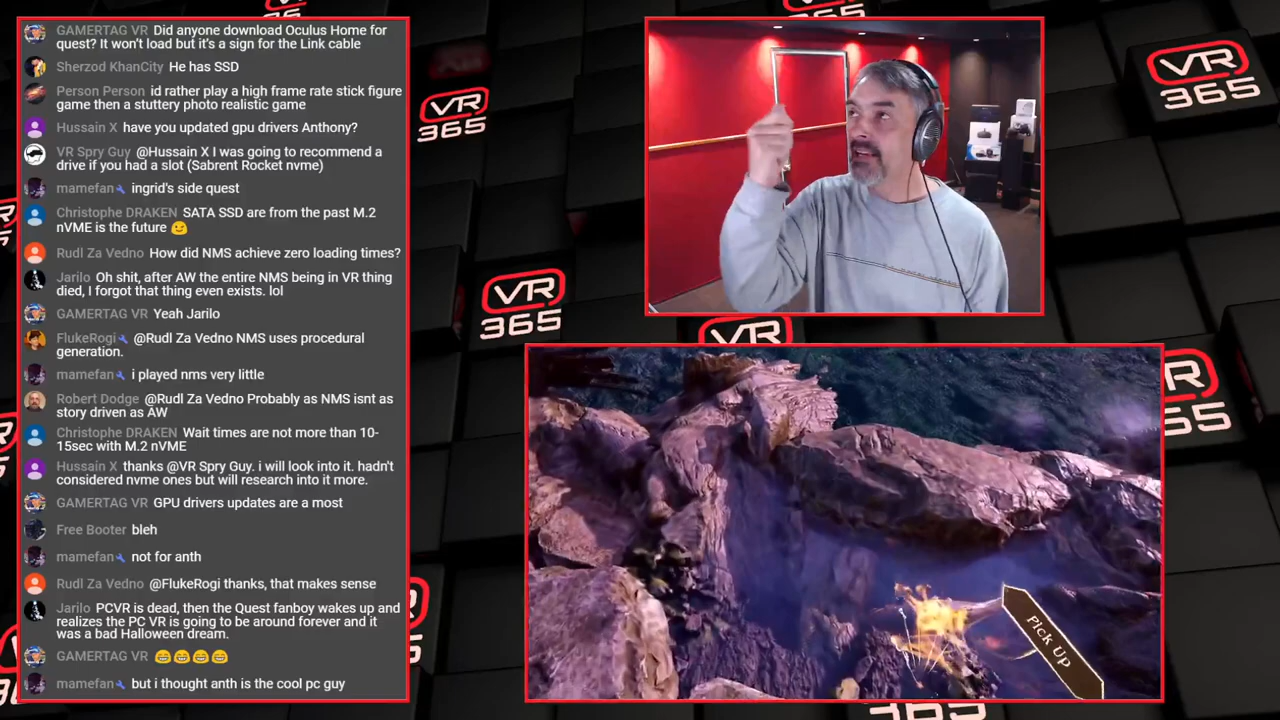 GAMERTAG VR Did anyone download Oculus Home for
quest? It won't load but it's a sign for the Link cable
Sherzod KhanCity He has SSD
Person Person id rather play a high frame rate stick figure
game then a stuttery photo realistic game
Hussain X have you updated gpu drivers Anthony?
VR Spry Guy @Hussain X I was going to recommend a
drive if you had a slot (Sabrent Rocket nvme)
mamefan ingrid's side quest
Christophe DRAKEN SATA SSD are from the past M.2
nVME is the future 😉
Rudl Za Vedno How did NMS achieve zero loading times?
Jarilo Oh shit, after AW the entire NMS being in VR thing
died, I forgot that thing even exists. lol
GAMERTAG VR Yeah Jarilo
FlukeRogi @Rudl Za Vedno NMS uses procedural
generation.
mamefan i played nms very little
Robert Dodge @Rudl Za Vedno Probably as NMS isnt as
story driven as AW
Christophe DRAKEN Wait times are not more than 10-
15sec with M.2 nVME
Hussain X thanks @VR Spry Guy. i will look into it. hadn't
considered nvme ones but will research into it more.
GAMERTAG VR GPU drivers updates are a most
Free Booter bleh
mamefan not for anth
Rudl Za Vedno @FlukeRogi thanks, that makes sense
Jarilo PCVR is dead, then the Quest fanboy wakes up and
realizes the PC VR is going to be around forever and it
was a bad Halloween dream.
GAMERTAG VR 😂😂😂😂
mamefan but i thought anth is the cool pc guy
VR
365
VR
365
VR
365
VR
Pick Up
365